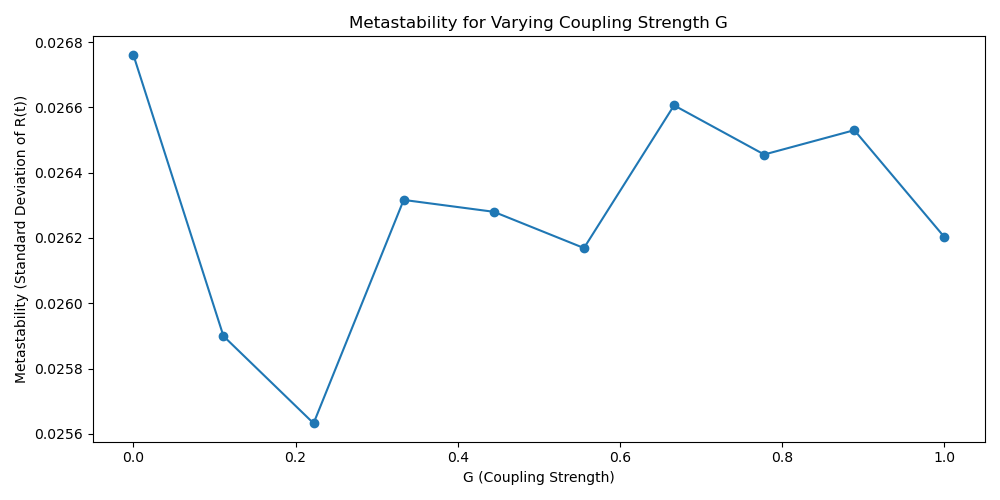 Metastability for Varying Coupling Strength G
Metastability (Standard Deviation of R(t))
0.0268
0.0266
0.0264
0.0262
0.0260
0.0258
0.0256
0.0 0.2 0.4 0.6 0.8 1.0
G (Coupling Strength)